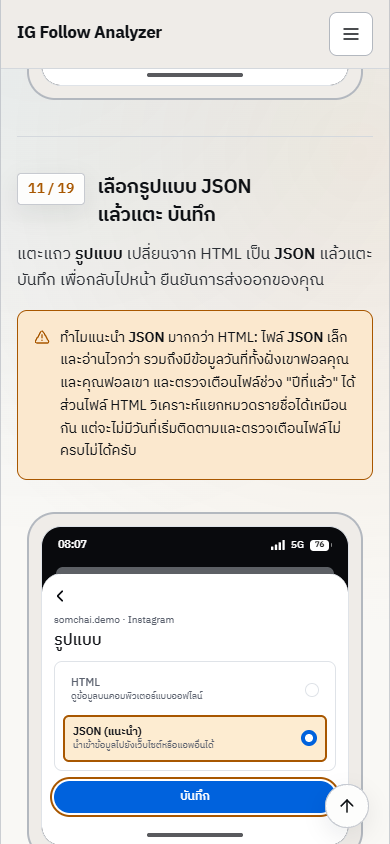 IG Follow Analyzer
11 / 19
เลือกรูปแบบ JSON
แล้วแตะ บันทึก
แตะแถว รูปแบบ เปลี่ยนจาก HTML เป็น JSON แล้วแตะ
บันทึก เพื่อกลับไปหน้า ยืนยันการส่งออกของคุณ
ทำไมแนะนำ JSON มากกว่า HTML: ไฟล์ JSON เล็ก
และอ่านไวกว่า รวมถึงมีข้อมูลวันที่ทั้งฝั่งเขาฟอลคุณ
และคุณฟอลเขา และตรวจเตือนไฟล์ช่วง "ปีที่แล้ว" ได้
ส่วนไฟล์ HTML วิเคราะห์แยกหมวดรายชื่อได้เหมือน
กัน แต่จะไม่มีวันที่เริ่มติดตามและตรวจเตือนไฟล์ไม่
ครบไม่ได้ครับ
08:07
5G 76
somchai.demo · Instagram
รูปแบบ
HTML
ดูข้อมูลบนคอมพิวเตอร์แบบออฟไลน์
JSON (แนะนำ)
นำเข้าข้อมูลไปยังเว็บไซต์หรือแอพอื่นได้
บันทึก